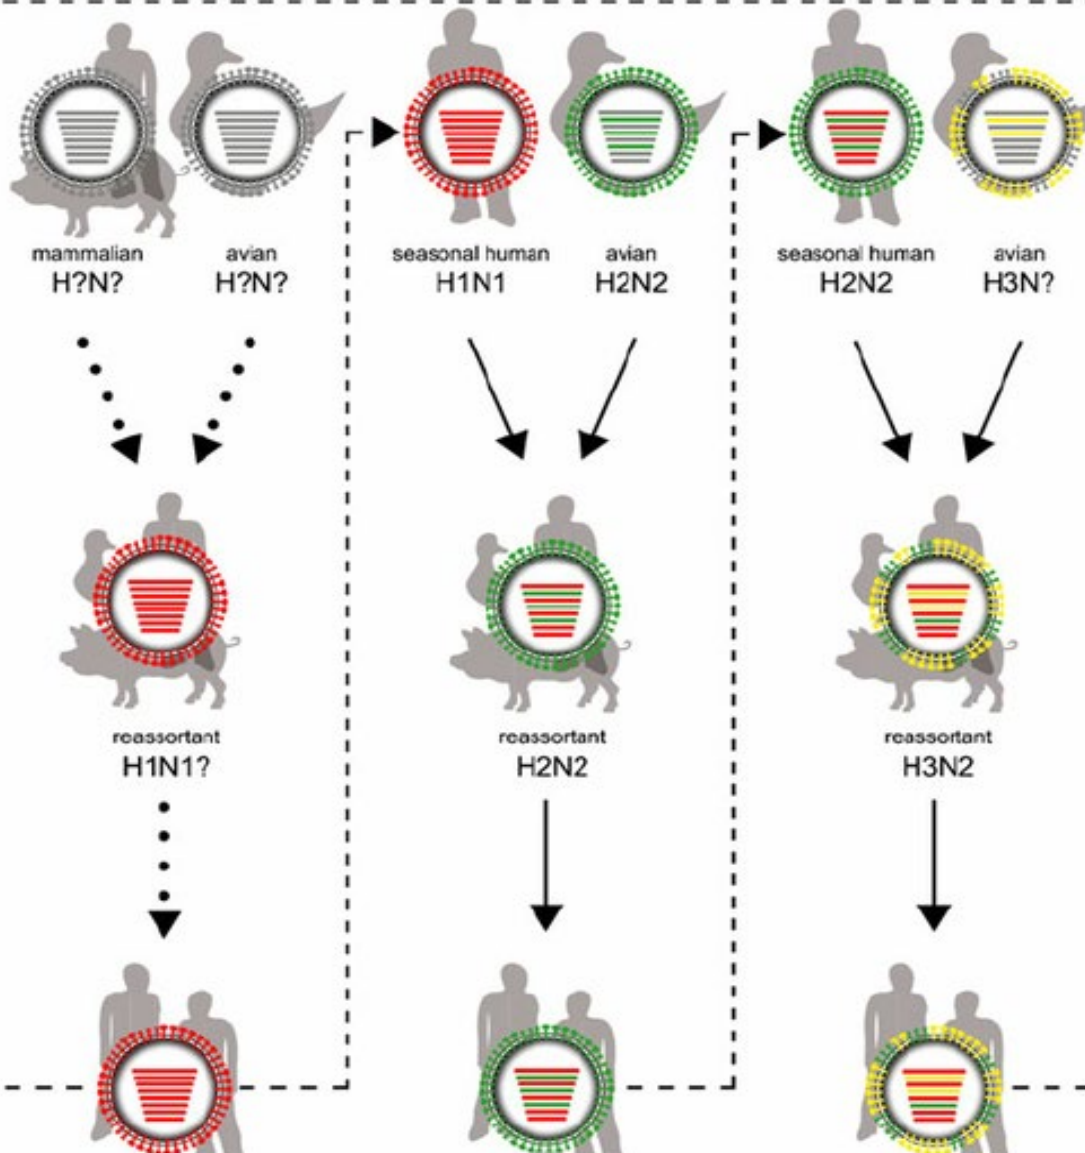 mammalian
H?N?
avian
H?N?
seasonal human
H1N1
avian
H2N2
seasonal human
H2N2
avian
H3N?
reassortant
H1N1?
reassortant
H2N2
reassortant
H3N2